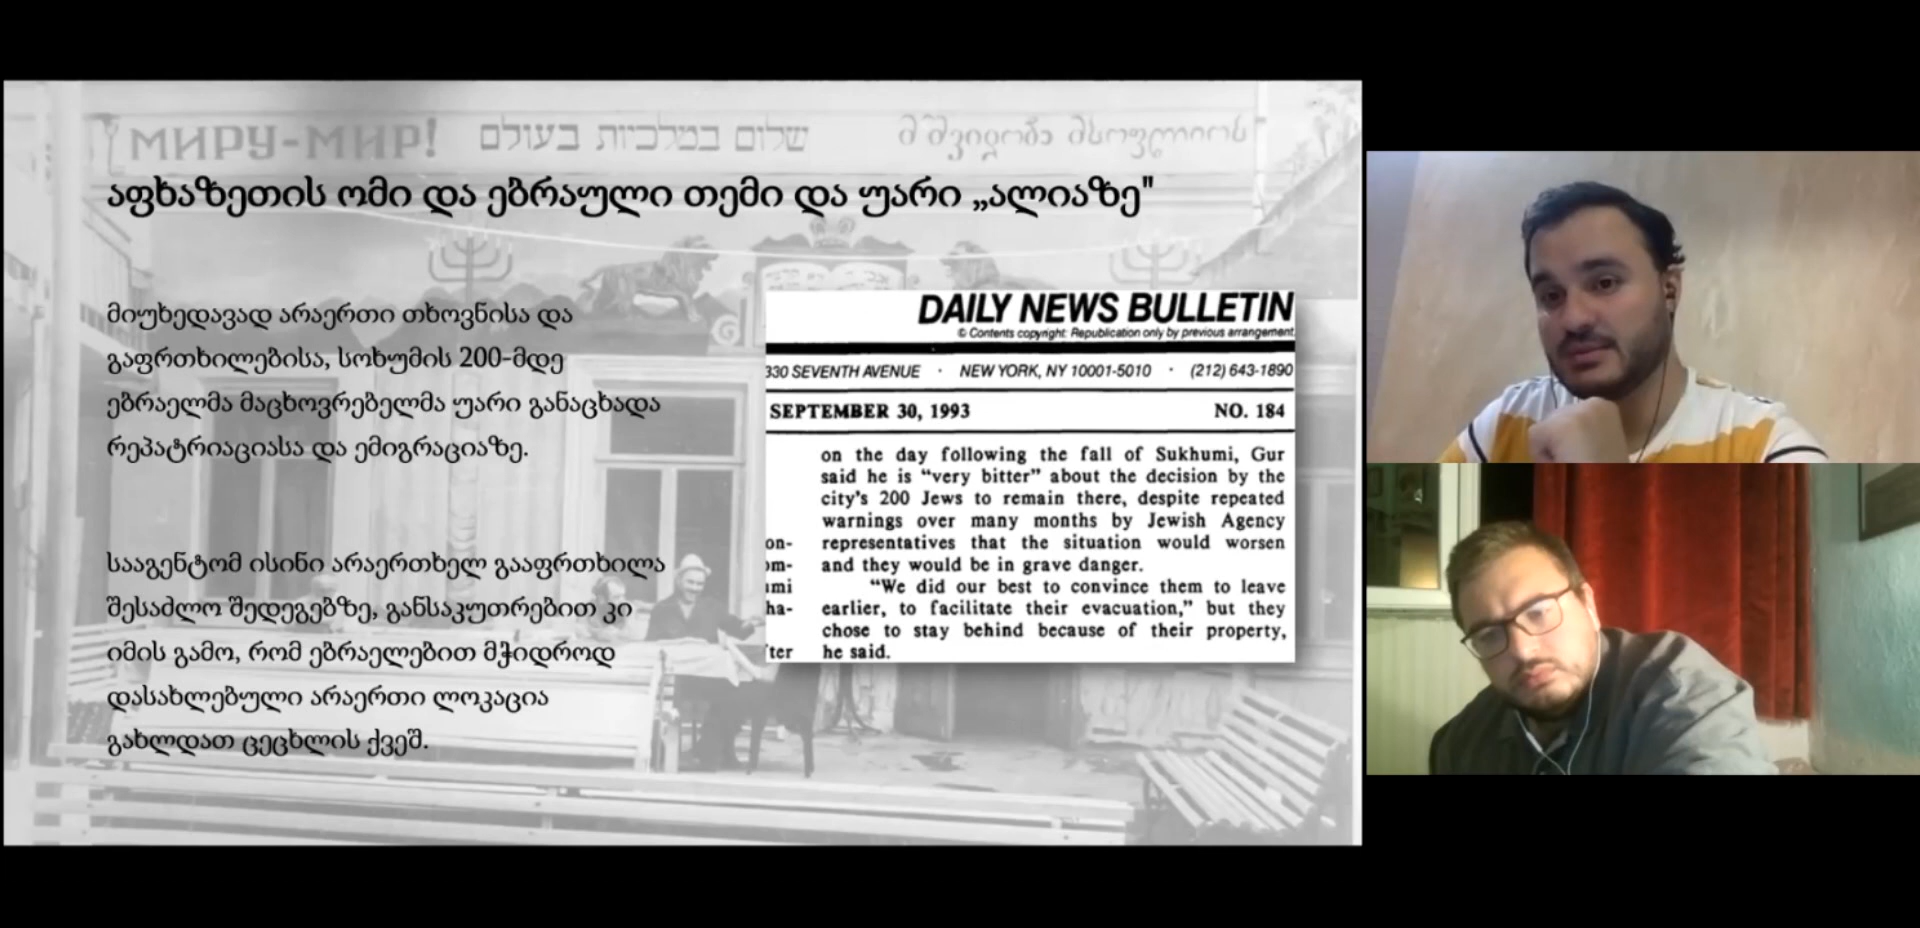 МИРУ-МИР! שלום במלכיות בעולם მშვიდობა მსოფლიოს
აფხაზეთის ომი და ებრაული თემი და უარი „ალიაზე"
მიუხედავად არაერთი თხოვნისა და
გაფრთხილებისა, სოხუმის 200-მდე
ებრაელმა მაცხოვრებელმა უარი განაცხადა
რეპატრიაციასა და ემიგრაციაზე.
სააგენტომ ისინი არაერთხელ გააფრთხილა
შესაძლო შედეგებზე, განსაკუთრებით კი
იმის გამო, რომ ებრაელებით მჭიდროდ
დასახლებული არაერთი ლოკაცია
გახლდათ ცეცხლის ქვეშ.
DAILY NEWS BULLETIN
© Contents copyright: Republication only by previous arrangement
330 SEVENTH AVENUE · NEW YORK, NY 10001-5010 · (212) 643-1890
SEPTEMBER 30, 1993 NO. 184
on the day following the fall of Sukhumi, Gur
said he is “very bitter” about the decision by the
city's 200 Jews to remain there, despite repeated
warnings over many months by Jewish Agency
on- representatives that the situation would worsen
om- and they would be in grave danger.
ımi “We did our best to convince them to leave
ha- earlier, to facilitate their evacuation,” but they
chose to stay behind because of their property,
'ter he said.